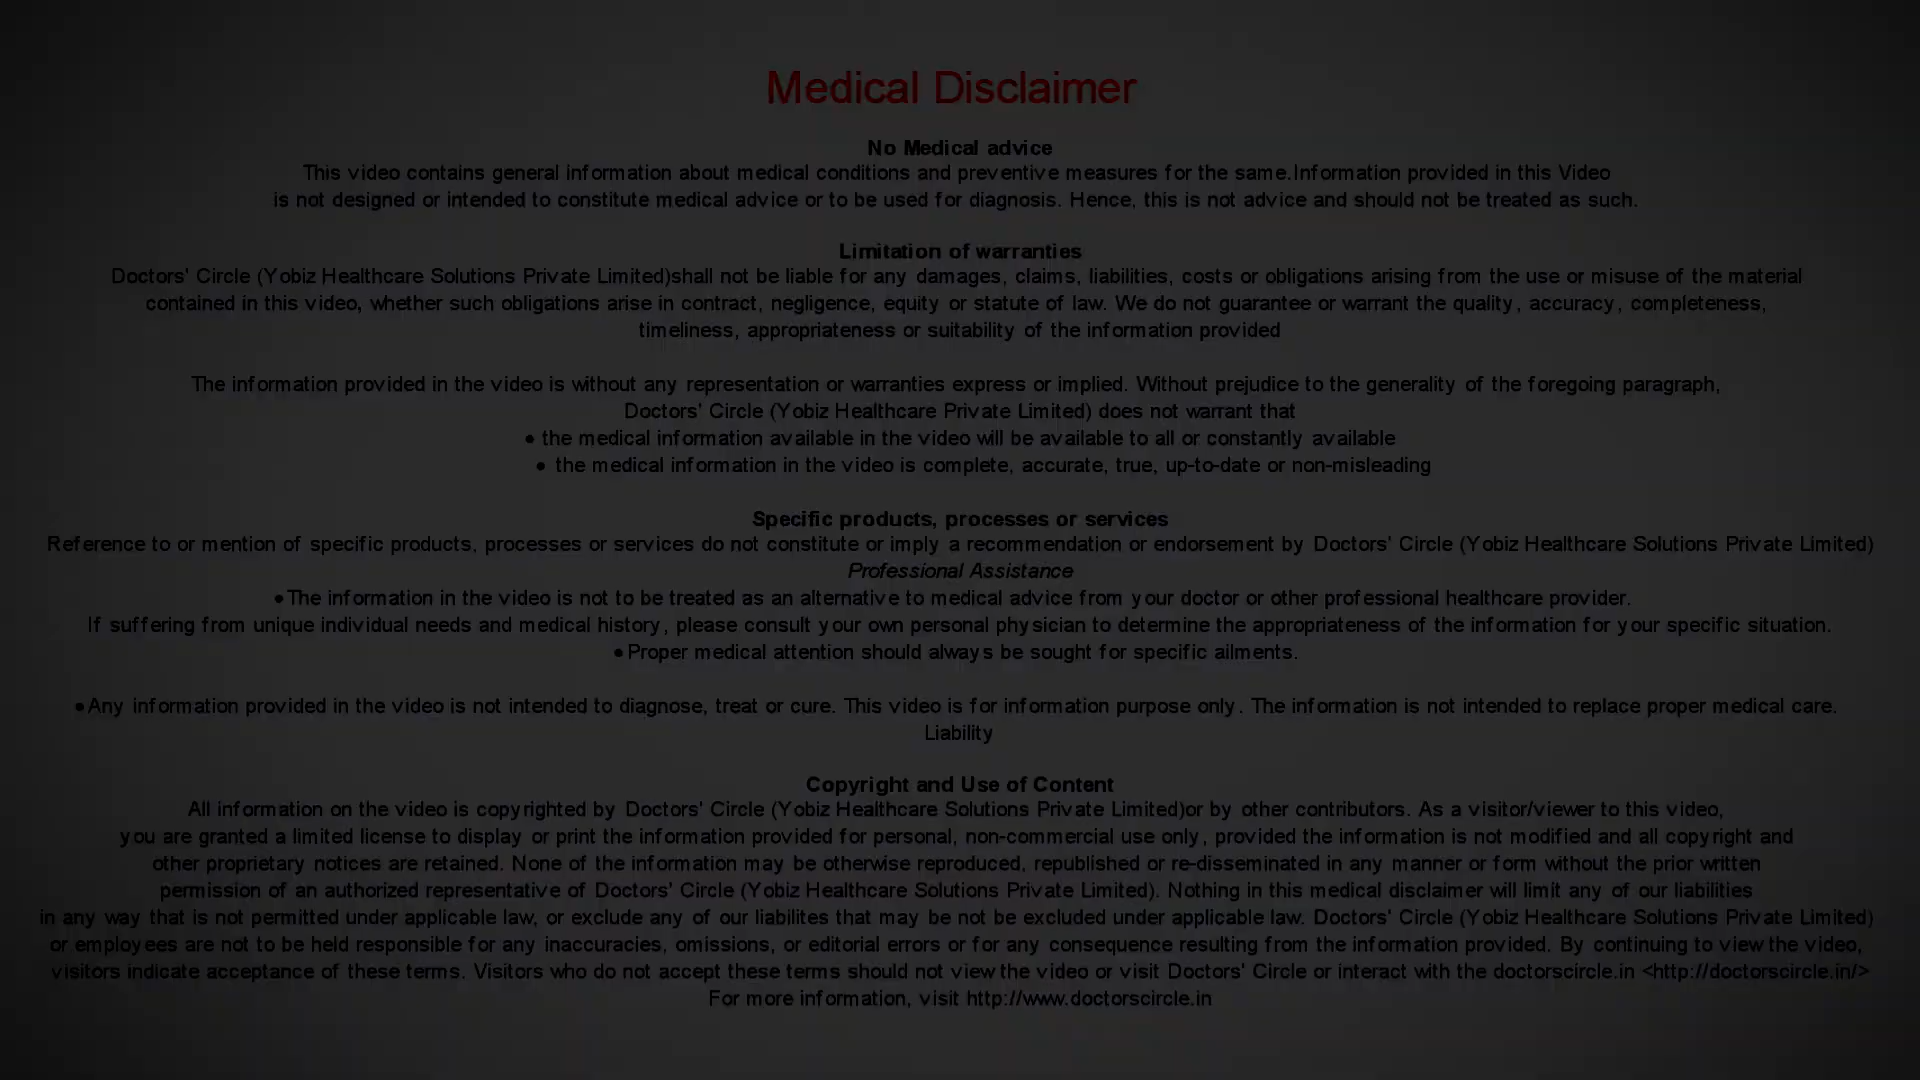 Medical Disclaimer
No Medical advice
This video contains general information about medical conditions and preventive measures for the same.Information provided in this Video
is not designed or intended to constitute medical advice or to be used for diagnosis. Hence, this is not advice and should not be treated as such.
Limitation of warranties
Doctors' Circle (Yobiz Healthcare Solutions Private Limited)shall not be liable for any damages, claims, liabilities, costs or obligations arising from the use or misuse of the material
contained in this video, whether such obligations arise in contract, negligence, equity or statute of law. We do not guarantee or warrant the quality, accuracy, completeness,
timeliness, appropriateness or suitability of the information provided
The information provided in the video is without any representation or warranties express or implied. Without prejudice to the generality of the foregoing paragraph,
Doctors' Circle (Yobiz Healthcare Private Limited) does not warrant that
● the medical information available in the video will be available to all or constantly available
● the medical information in the video is complete, accurate, true, up-to-date or non-misleading
Specific products, processes or services
Reference to or mention of specific products, processes or services do not constitute or imply a recommendation or endorsement by Doctors' Circle (Yobiz Healthcare Solutions Private Limited)
Professional Assistance
●The information in the video is not to be treated as an alternative to medical advice from your doctor or other professional healthcare provider.
If suffering from unique individual needs and medical history, please consult your own personal physician to determine the appropriateness of the information for your specific situation.
●Proper medical attention should always be sought for specific ailments.
●Any information provided in the video is not intended to diagnose, treat or cure. This video is for information purpose only. The information is not intended to replace proper medical care.
Liability
Copyright and Use of Content
All information on the video is copyrighted by Doctors' Circle (Yobiz Healthcare Solutions Private Limited)or by other contributors. As a visitor/viewer to this video,
you are granted a limited license to display or print the information provided for personal, non-commercial use only, provided the information is not modified and all copyright and
other proprietary notices are retained. None of the information may be otherwise reproduced, republished or re-disseminated in any manner or form without the prior written
permission of an authorized representative of Doctors' Circle (Yobiz Healthcare Solutions Private Limited). Nothing in this medical disclaimer will limit any of our liabilities
in any way that is not permitted under applicable law, or exclude any of our liabilites that may be not be excluded under applicable law. Doctors' Circle (Yobiz Healthcare Solutions Private Limited)
or employees are not to be held responsible for any inaccuracies, omissions, or editorial errors or for any consequence resulting from the information provided. By continuing to view the video,
visitors indicate acceptance of these terms. Visitors who do not accept these terms should not view the video or visit Doctors' Circle or interact with the doctorscircle.in <http://doctorscircle.in/>
For more information, visit http://www.doctorscircle.in